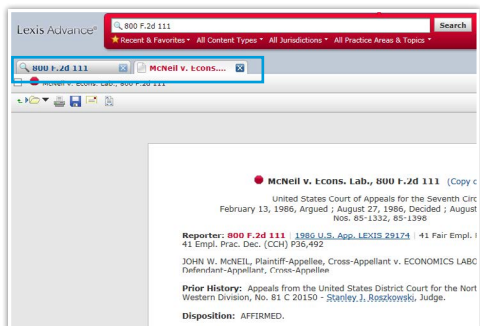 Lexis Advance®
800 F.2d 111
Search
Recent & Favorites All Content Types All Jurisdictions All Practice Areas & Topics
800 F.2d 111
McNeil v. Econs....
McNeil v. Econs. Lab., 800 F.2d 111
McNeil v. Econs. Lab., 800 F.2d 111 (Copy c
United States Court of Appeals for the Seventh Circ
February 13, 1986, Argued ; August 27, 1986, Decided ; August
Nos. 85-1332, 85-1398
Reporter: 800 F.2d 111 | 1986 U.S. App. LEXIS 29174 | 41 Fair Empl.
41 Empl. Prac. Dec. (CCH) P36,492
JOHN W. McNEIL, Plaintiff-Appellee, Cross-Appellant v. ECONOMICS LABC
Defendant-Appellant, Cross-Appellee
Prior History: Appeals from the United States District Court for the Nort
Western Division, No. 81 C 20150 - Stanley J. Roszkowski, Judge.
Disposition: AFFIRMED.